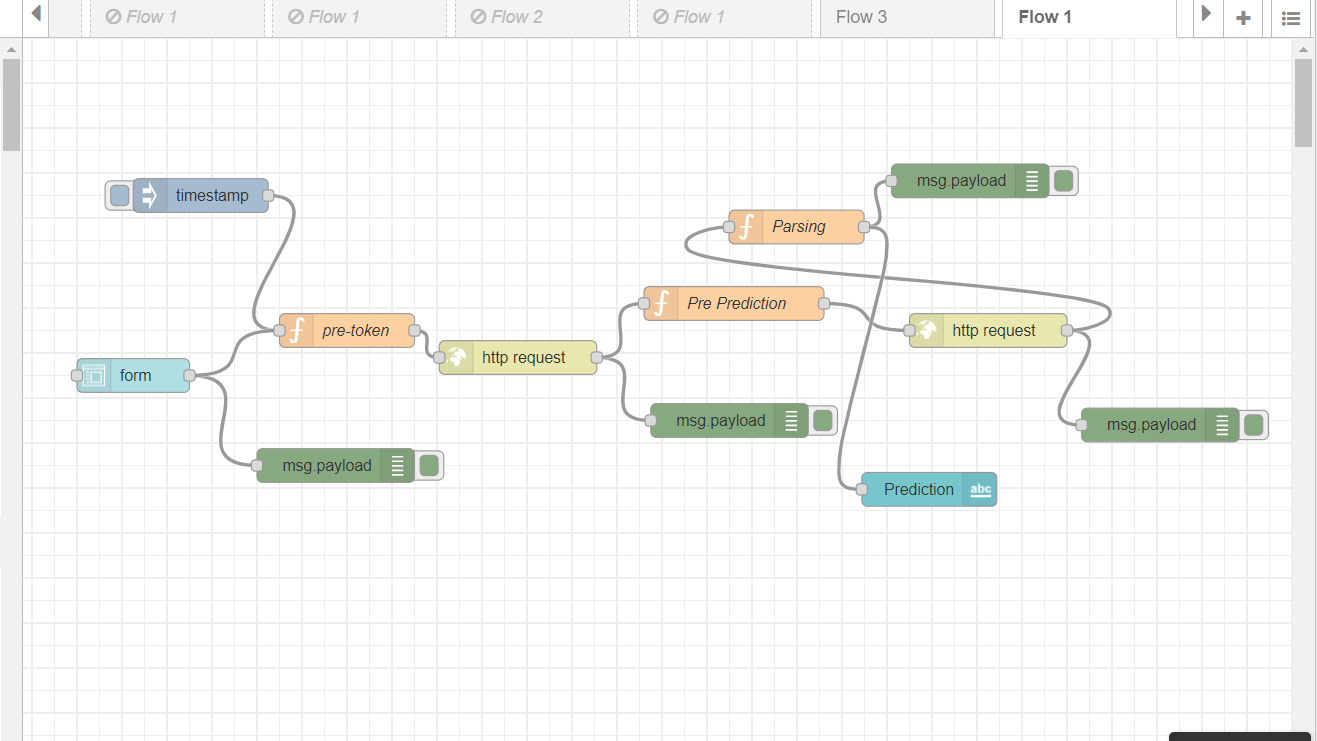 Flow 1
Flow 1
Flow 2
Flow 1
Flow 3
Flow 1
msg.payload
timestamp
Parsing
Pre Prediction
pre-token
http request
http request
form
msg.payload
msg.payload
msg.payload
Prediction
abc